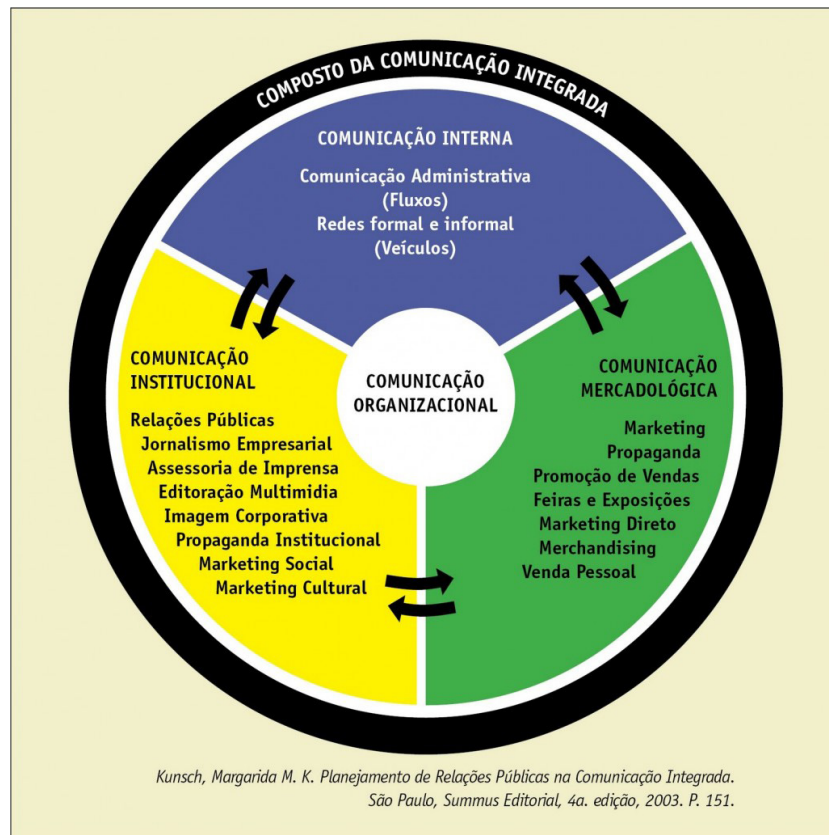 COMPOSTO DA COMUNICAÇÃO INTEGRADA
COMUNICAÇÃO INTERNA
Comunicação Administrativa
(Fluxos)
Redes formal e informal
(Veículos)
COMUNICAÇÃO
INSTITUCIONAL
Relações Públicas
Jornalismo Empresarial
Assessoria de Imprensa
Editoração Multimidia
Imagem Corporativa
Propaganda Institucional
Marketing Social
Marketing Cultural
COMUNICAÇÃO
ORGANIZACIONAL
COMUNICAÇÃO
MERCADOLÓGICA
Marketing
Propaganda
Promoção de Vendas
Feiras e Exposições
Marketing Direto
Merchandising
Venda Pessoal
Kunsch, Margarida M. K. Planejamento de Relações Públicas na Comunicação Integrada.
São Paulo, Summus Editorial, 4a. edição, 2003. P. 151.